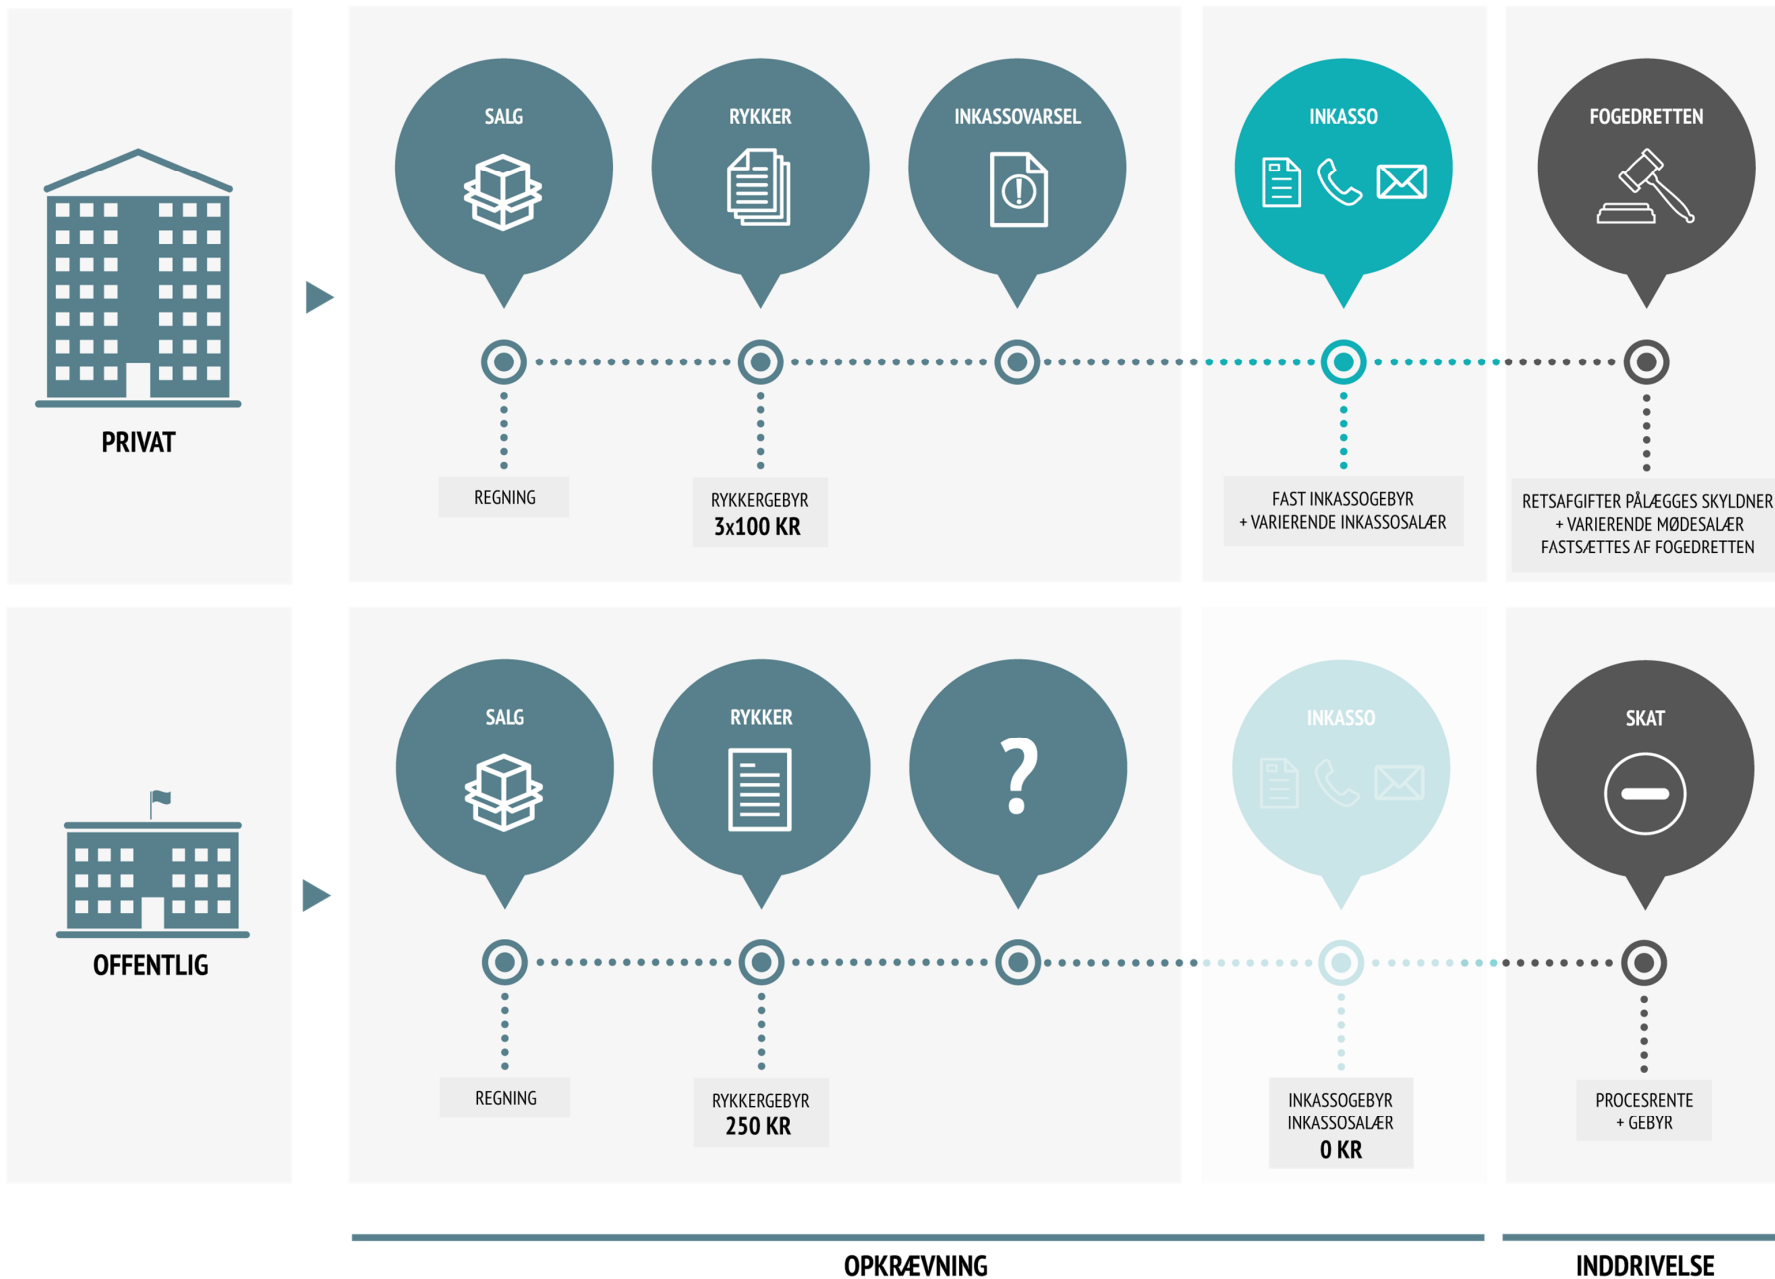 SALG
RYKKER
INKASSOVARSEL
INKASSO
FOGEDRETTEN
PRIVAT
REGNING
RYKKERGEBYR
3x100 KR
FAST INKASSOGEBYR
+ VARIERENDE INKASSOSALÆR
RETSAFGIFTER PÅLÆGGES SKYLDNER
+ VARIERENDE MØDESALÆR
FASTSÆTTES AF FOGEDRETTEN
SALG
RYKKER
?
INKASSO
SKAT
OFFENTLIG
REGNING
RYKKERGEBYR
250 KR
INKASSOGEBYR
INKASSOSALÆR
0 KR
PROCESRENTE
+ GEBYR
OPKRÆVNING
INDDRIVELSE